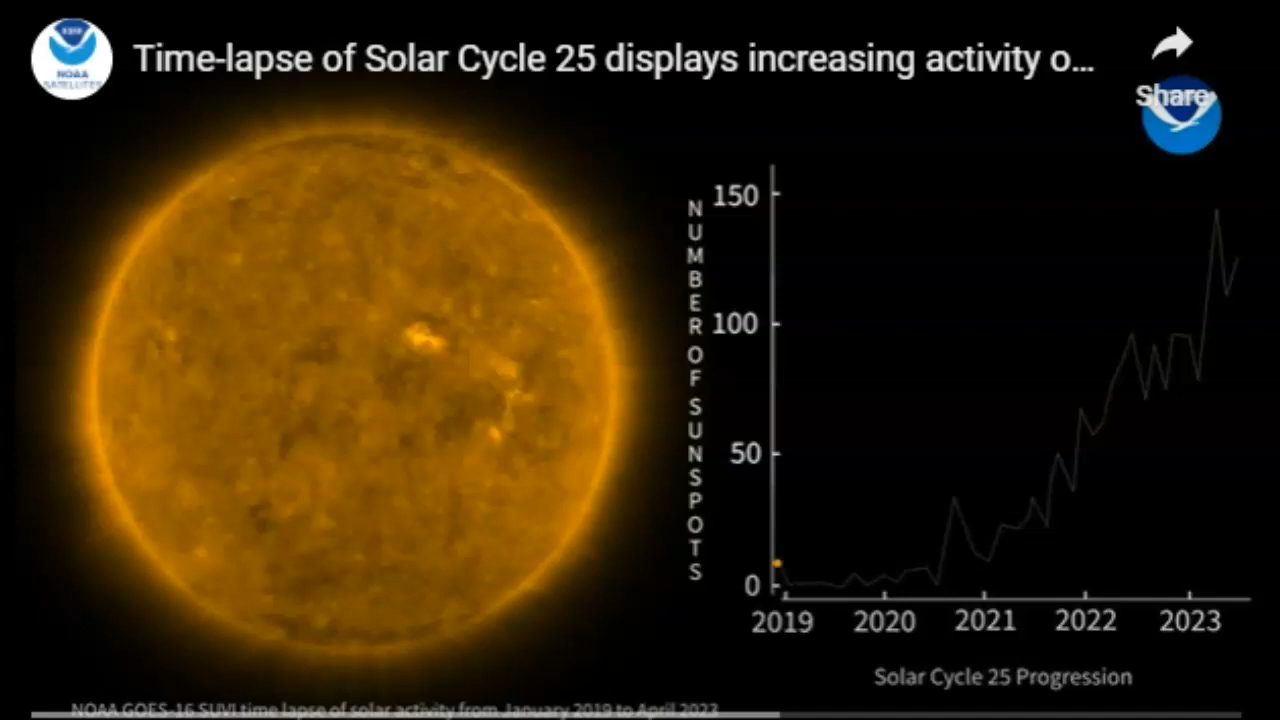 NOAA
SATELLITES
Time-lapse of Solar Cycle 25 displays increasing activity o...
Share
NUMBER OF SUNSPOTS
150
100
50
0
2019 2020 2021 2022 2023
Solar Cycle 25 Progression
NOAA GOES-16 SUVI time lapse of solar activity from January 2019 to April 2023